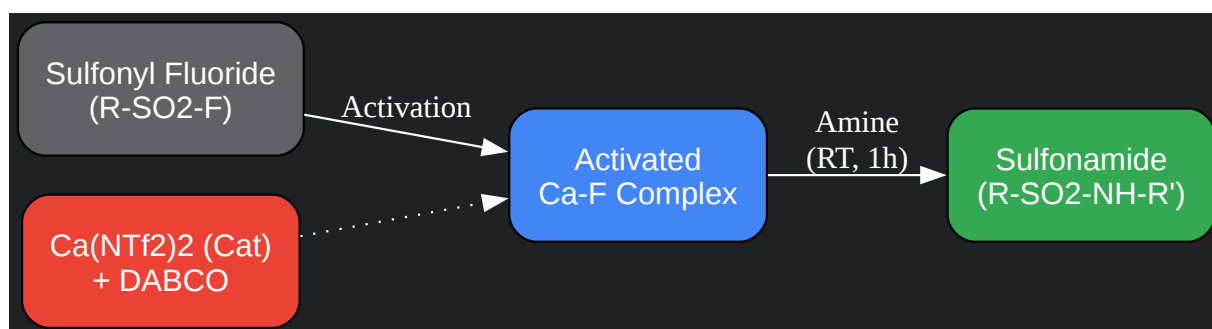 Sulfonyl Fluoride
(R-SO2-F)
Activation
Ca(NTf2)2 (Cat)
+ DABCO
Activated
Ca-F Complex
Amine
(RT, 1h)
Sulfonamide
(R-SO2-NH-R')